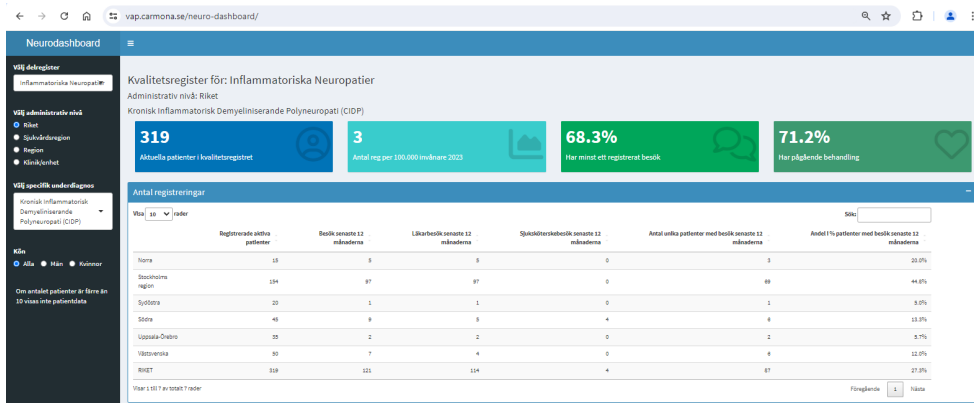 vap.carmona.se/neuro-dashboard/
Neurodashboard
Välj delregister
Inflammatoriska Neuropatier
Välj administrativ nivå
Riket
Sjukvårdsregion
Region
Klinik/enhet
Välj specifik underdiagnos
Kronisk Inflammatorisk
Demyeliniserande
Polyneuropati (CIDP)
Kön
Alla Män Kvinnor
Om antalet patienter är färre än
10 visas inte patientdata
Kvalitetsregister för: Inflammatoriska Neuropatier
Administrativ nivå: Riket
Kronisk Inflammatorisk Demyeliniserande Polyneuropati (CIDP)
319
Aktuella patienter i kvalitetsregistret
3
Antal reg per 100.000 invånare 2023
68.3%
Har minst ett registrerat besök
71.2%
Har pågående behandling
Antal registreringar
Visa 10 rader
Sök:
Registrerade aktiva patienter Besök senaste 12 månaderna Läkarbesök senaste 12 månaderna Sjuksköterskebesök senaste 12 månaderna Antal unika patienter med besök senaste 12 månaderna Andel i % patienter med besök senaste 12 månaderna
Norra 15 5 5 0 3 20.0%
Stockholms region 154 97 97 0 69 44.8%
Sydöstra 20 1 1 0 1 5.0%
Södra 45 9 5 4 6 13.3%
Uppsala-Örebro 35 2 2 0 2 5.7%
Västsvenska 50 7 4 0 6 12.0%
RIKET 319 121 114 4 87 27.3%
Visar 1 till 7 av totalt 7 rader
Föregående 1 Nästa